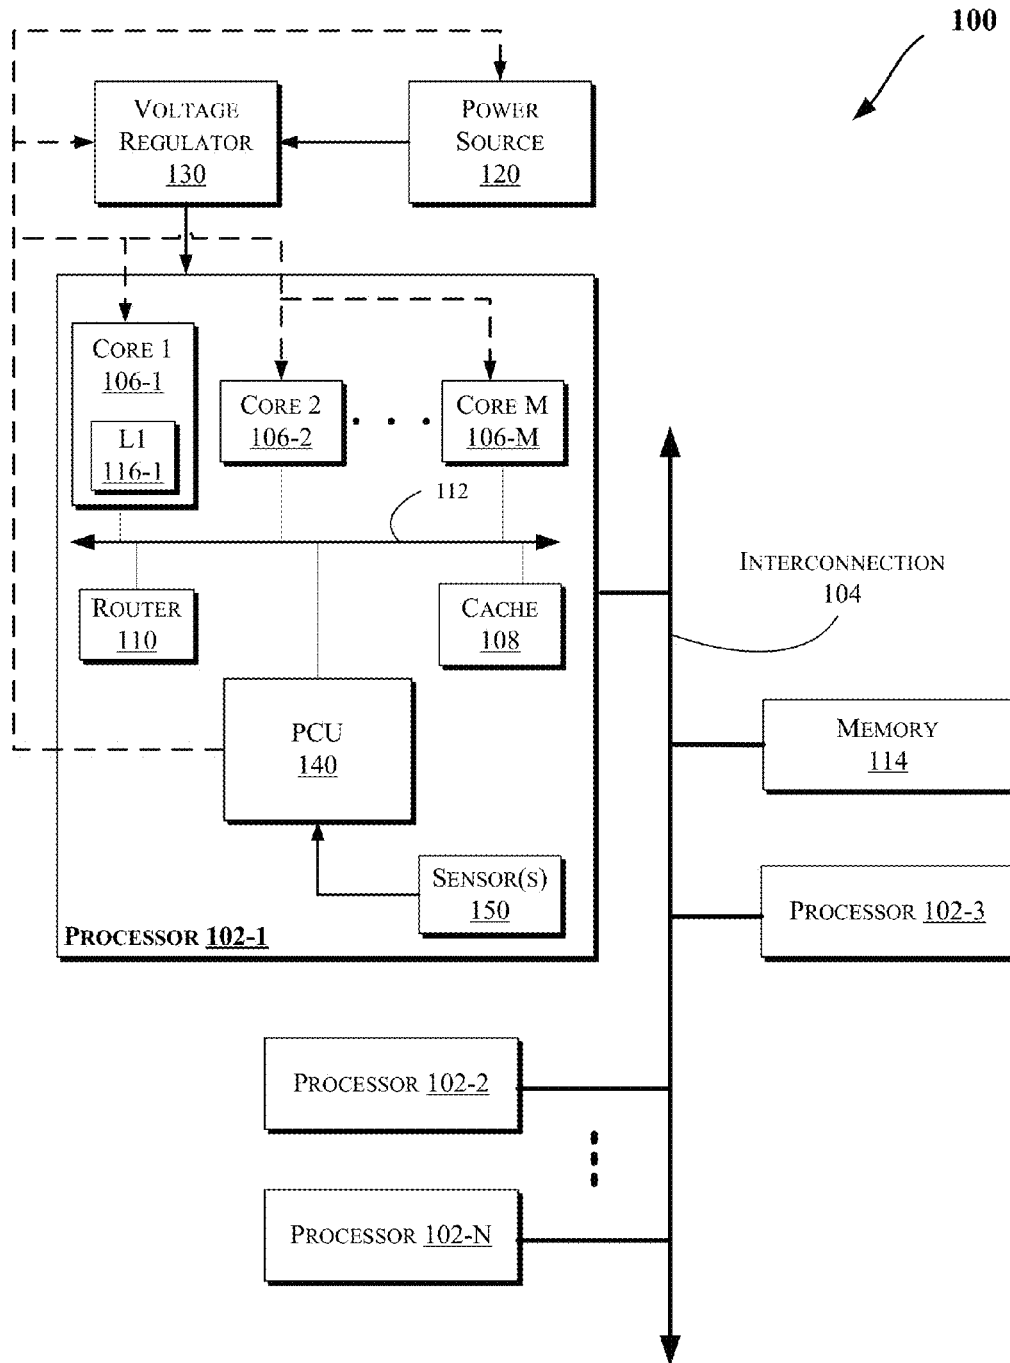 100
VOLTAGE
REGULATOR
130
POWER
SOURCE
120
CORE 1
106-1
L1
116-1
CORE 2
106-2
CORE M
106-M
112
INTERCONNECTION
104
ROUTER
110
CACHE
108
PCU
140
MEMORY
114
SENSOR(S)
150
PROCESSOR 102-1
PROCESSOR 102-3
PROCESSOR 102-2
PROCESSOR 102-N